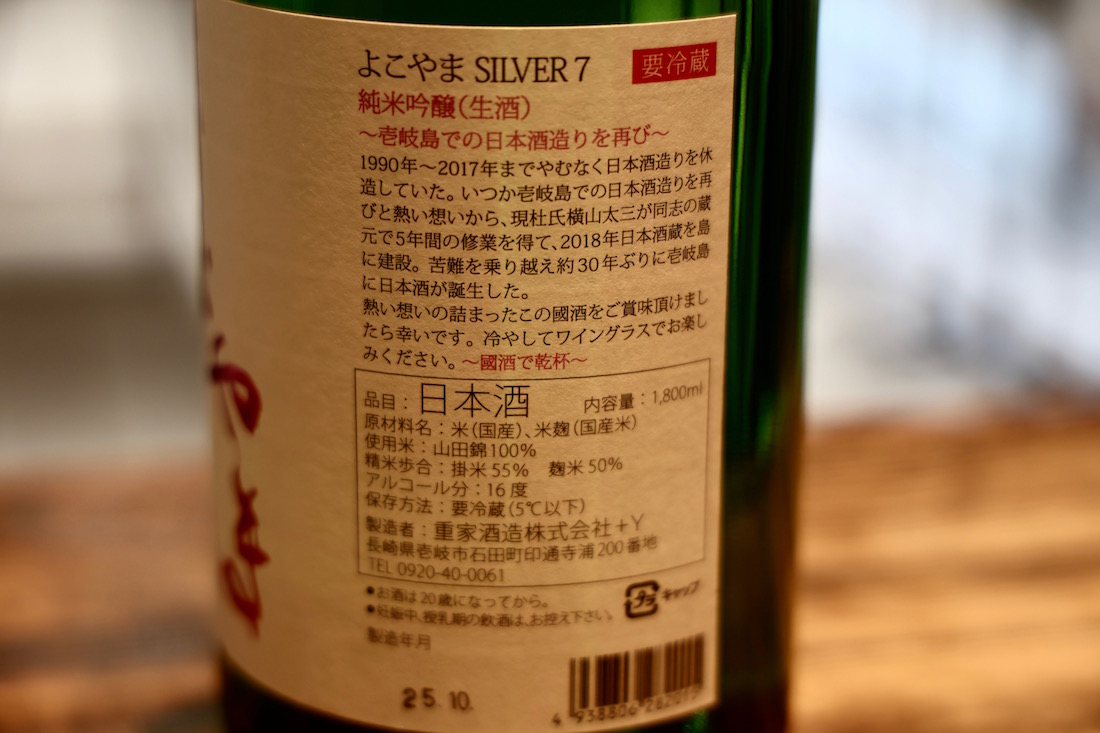 よこやま SILVER 7
要冷蔵
純米吟醸(生酒)
～壱岐島での日本酒造りを再び～
1990年～2017年までやむなく日本酒造りを休
造していた。いつか壱岐島での日本酒造りを再
びと熱い想いから、現杜氏横山太三が同志の蔵
元で5年間の修業を得て、2018年日本酒蔵を島
に建設。苦難を乗り越え約30年ぶりに壱岐島
に日本酒が誕生した。
熱い想いの詰まったこの國酒をご賞味頂けまし
たら幸いです。冷やしてワイングラスでお楽し
みください。～國酒で乾杯～
品目：日本酒 内容量：1,800ml
原材料名：米(国産)、米麹(国産米)
使用米：山田錦100%
精米歩合：掛米55% 麹米50%
アルコール分：16度
保存方法：要冷蔵(5℃以下)
製造者：重家酒造株式会社+Y
長崎県壱岐市石田町印通寺浦200番地
TEL 0920-40-0061
●お酒は20歳になってから。
●妊娠中、授乳期の飲酒は、お控え下さい。
プラ キャップ
製造年月
25.10.